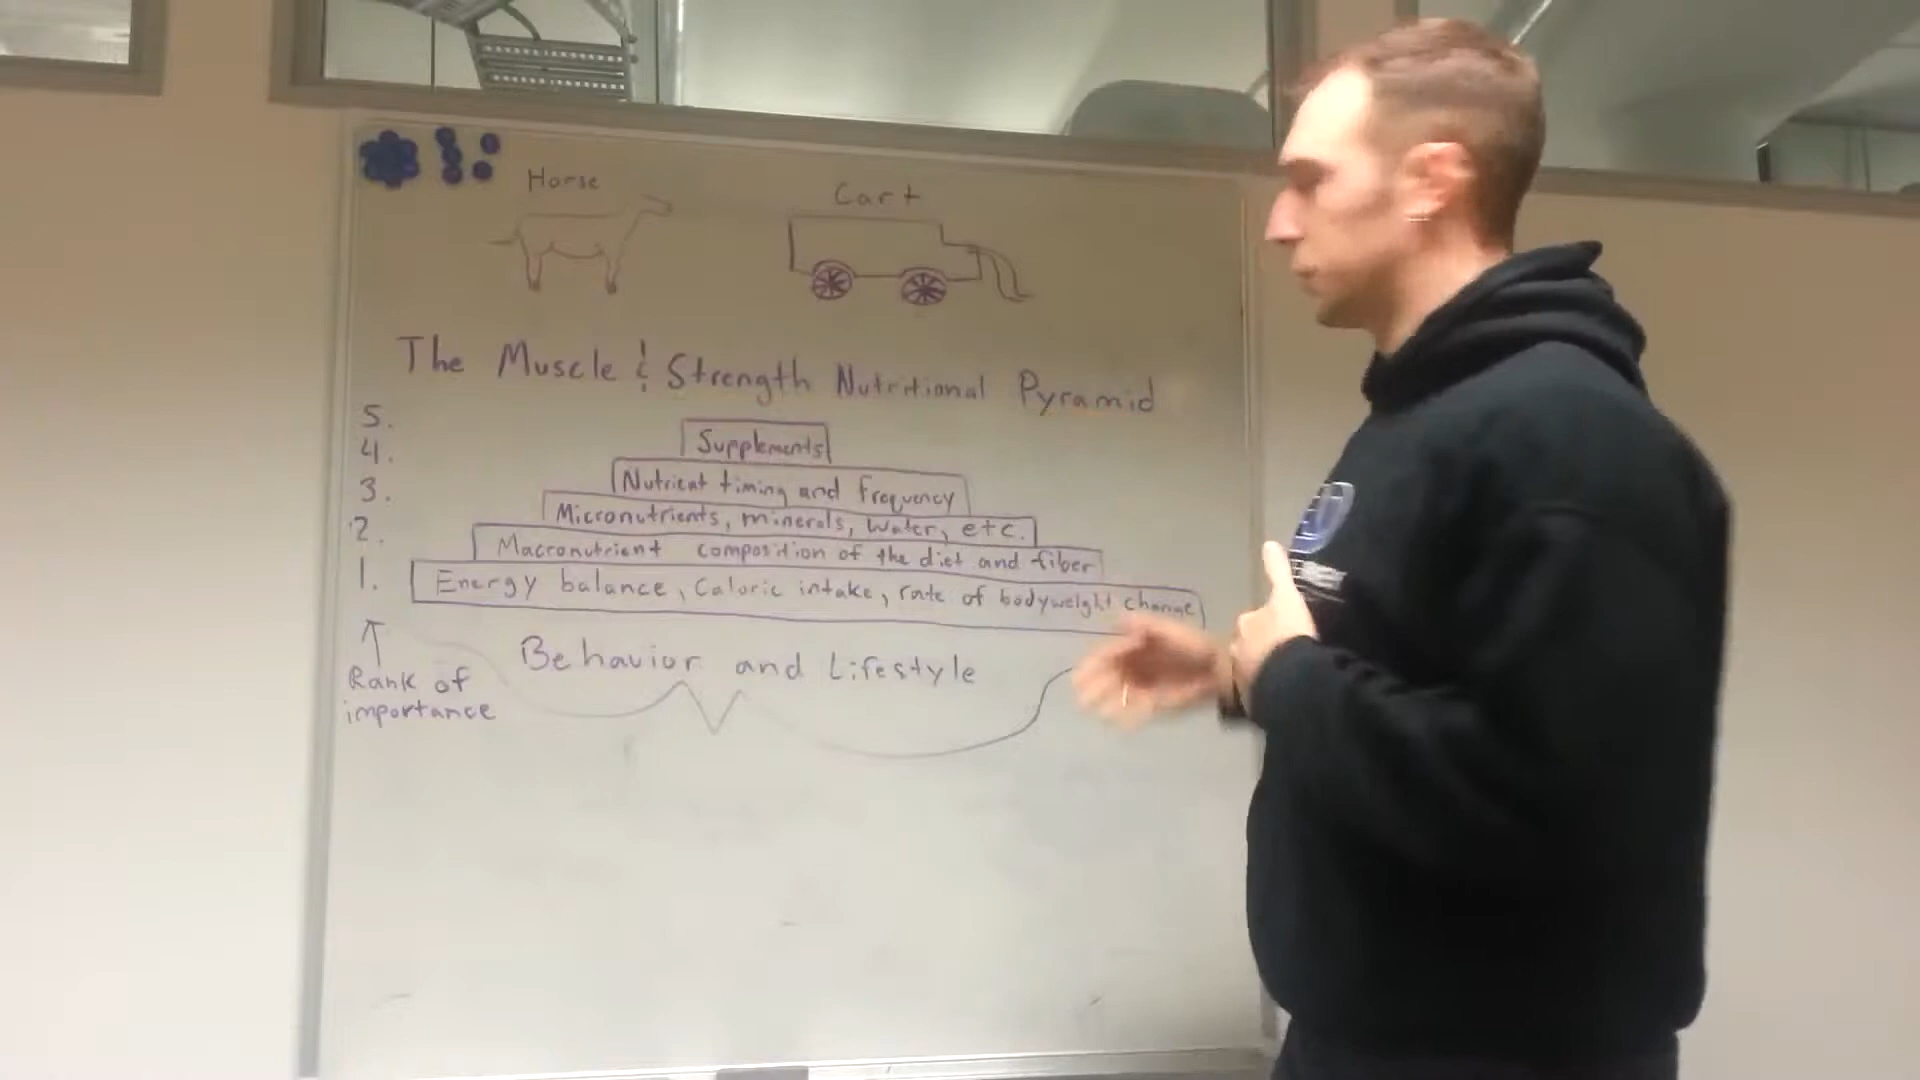 Horse
Cart
The Muscle & Strength Nutritional Pyramid
5.
Supplements
4.
Nutrient timing and frequency
3.
Micronutrients, minerals, water, etc.
2.
Macronutrient composition of the diet and fiber
1.
Energy balance, Caloric intake, rate of bodyweight change
Behavior and Lifestyle
Rank of
importance